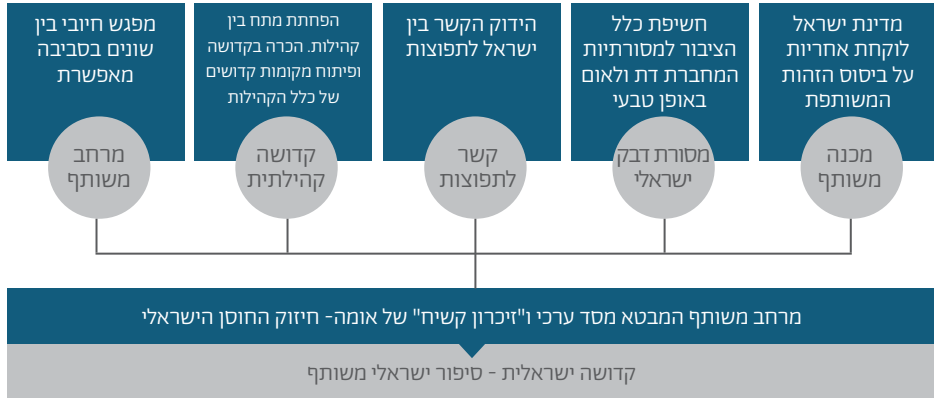 מדינת ישראל
לוקחת אחריות
על ביסוס הזהות
המשותפת
מכנה
משותף
חשיפת כלל
הציבור למסורתיות
המחברת דת ולאום
באופן טבעי
מסורת דבק
ישראלי
הידוק הקשר בין
ישראל לתפוצות
קשר
לתפוצות
הפחתת מתח בין
קהילות. הכרה בקדושה
ופיתוח מקומות קדושים
של כלל הקהילות
קדושה
קהילתית
מפגש חיובי בין
שונים בסביבה
מאפשרת
מרחב
משותף
מרחב משותף המבטא מסד ערכי ו"זיכרון קשיח" של אומה- חיזוק החוסן הישראלי
קדושה ישראלית - סיפור ישראלי משותף